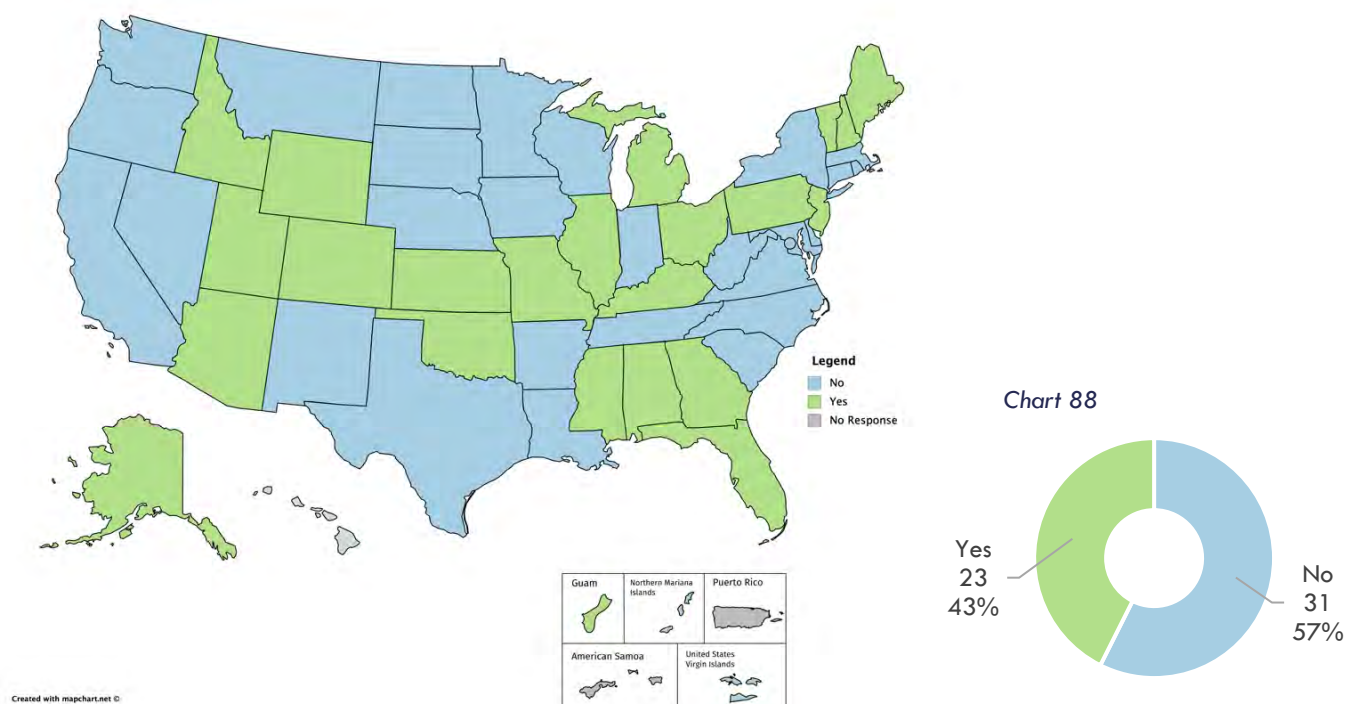 Legend
No
Yes
No Response
Chart 88
Yes
23
43%
No
31
57%
Guam
Northern Mariana
Islands
Puerto Rico
American Samoa
United States
Virgin Islands
Created with mapchart.net ©